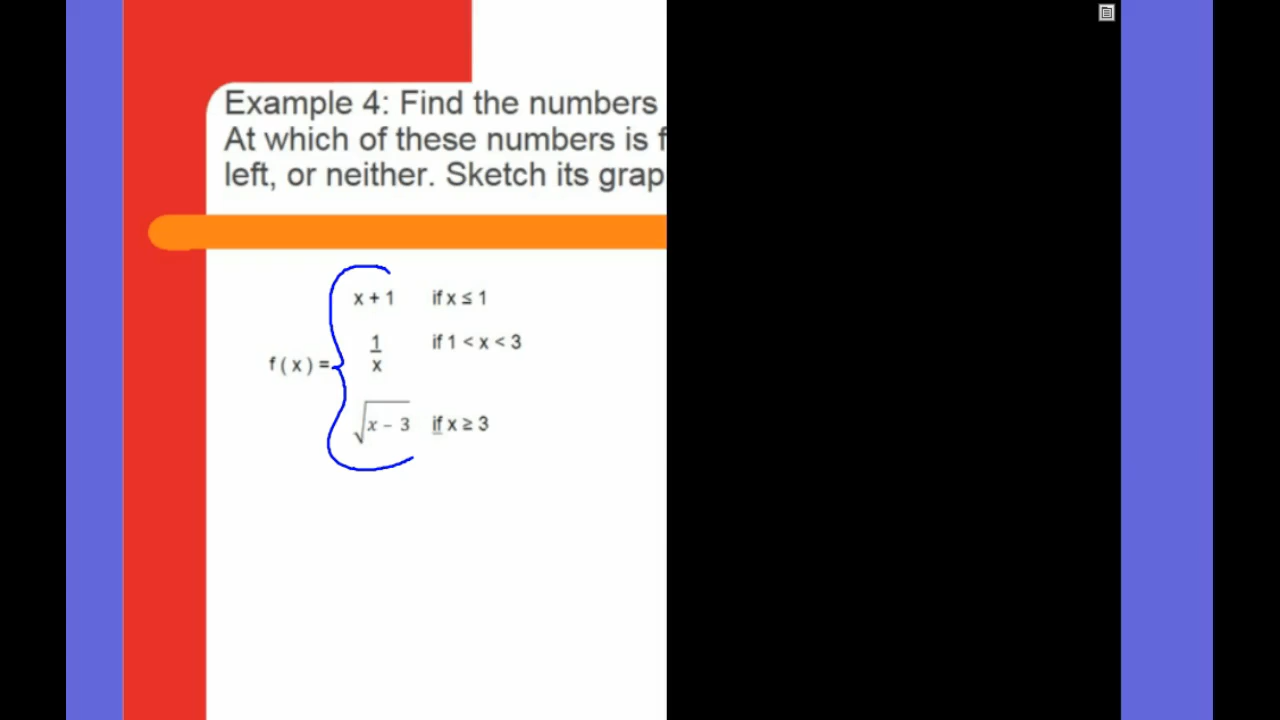 Example 4: Find the numbers
At which of these numbers is f
left, or neither. Sketch its grap
x + 1 if x ≤ 1
1/x if 1 < x < 3
f ( x ) =
√(x − 3) if x ≥ 3